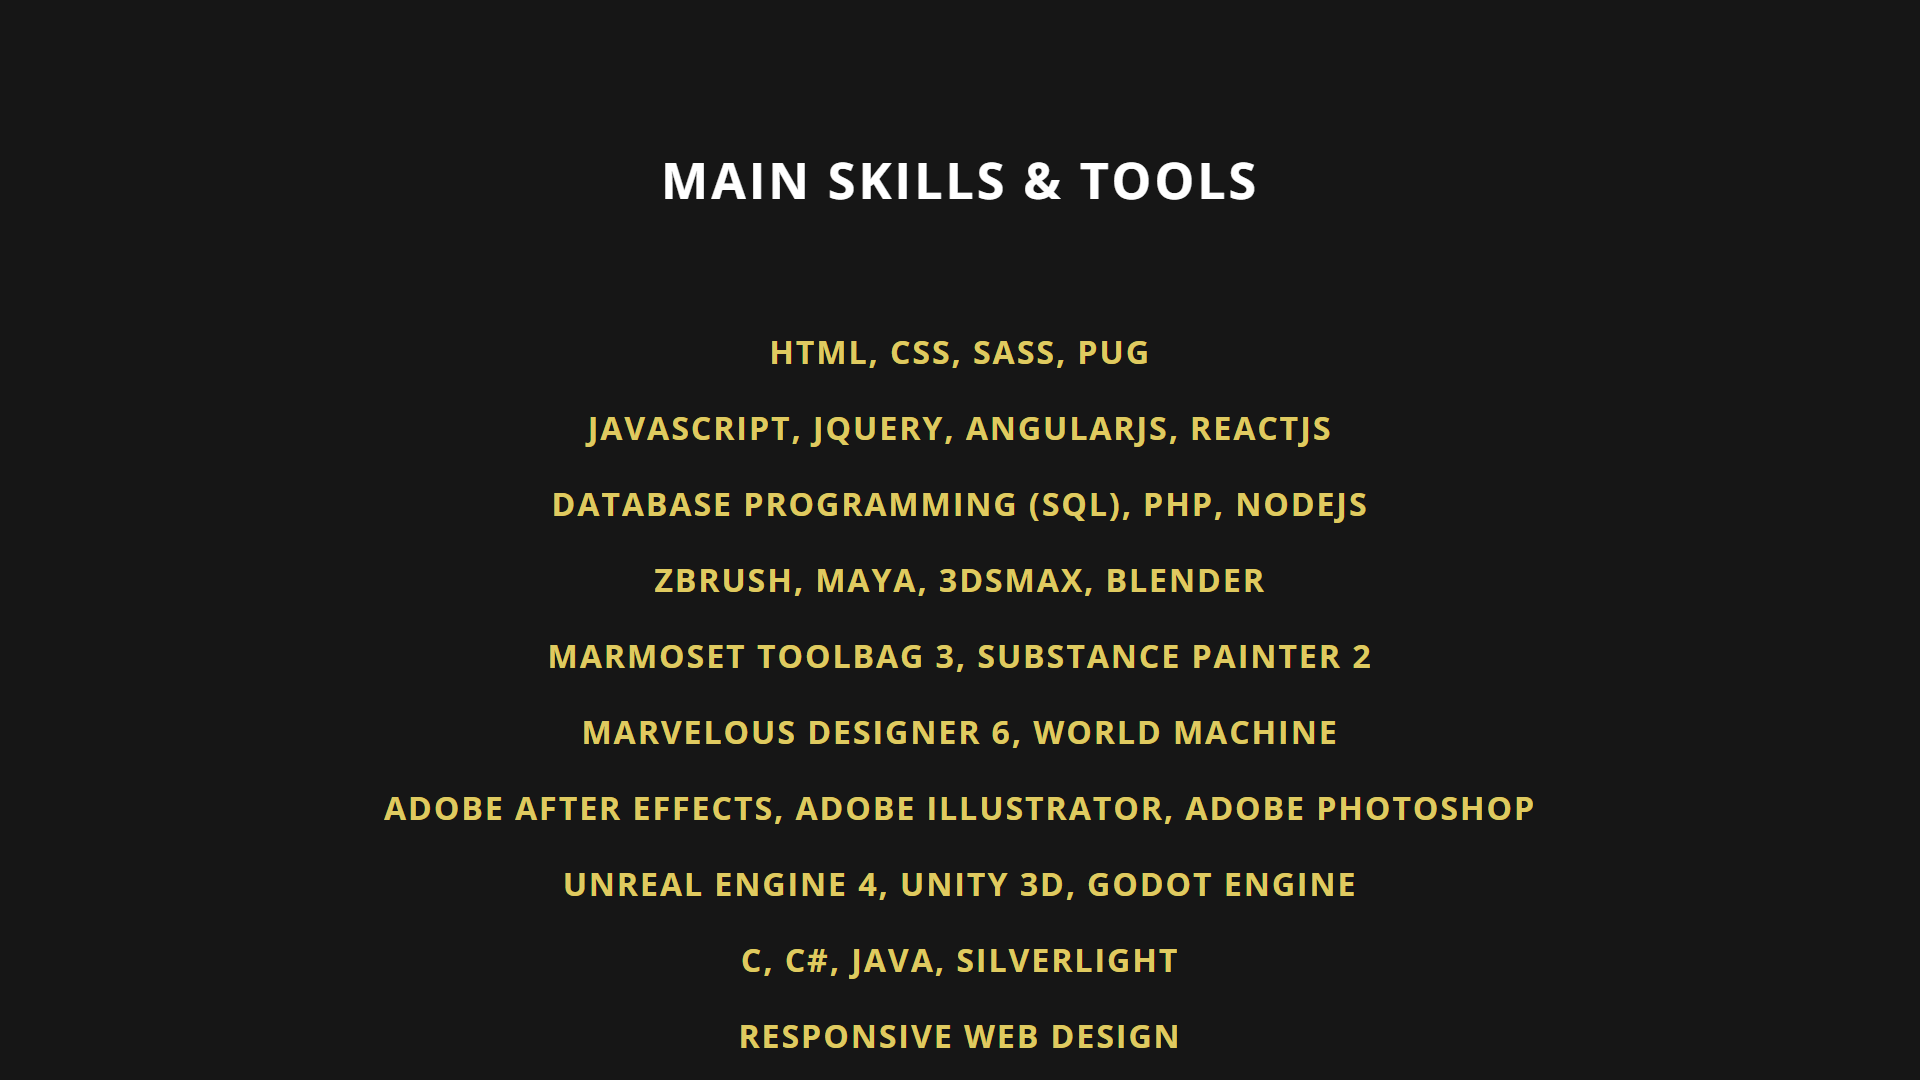 MAIN SKILLS & TOOLS
HTML, CSS, SASS, PUG
JAVASCRIPT, JQUERY, ANGULARJS, REACTJS
DATABASE PROGRAMMING (SQL), PHP, NODEJS
ZBRUSH, MAYA, 3DSMAX, BLENDER
MARMOSET TOOLBAG 3, SUBSTANCE PAINTER 2
MARVELOUS DESIGNER 6, WORLD MACHINE
ADOBE AFTER EFFECTS, ADOBE ILLUSTRATOR, ADOBE PHOTOSHOP
UNREAL ENGINE 4, UNITY 3D, GODOT ENGINE
C, C#, JAVA, SILVERLIGHT
RESPONSIVE WEB DESIGN